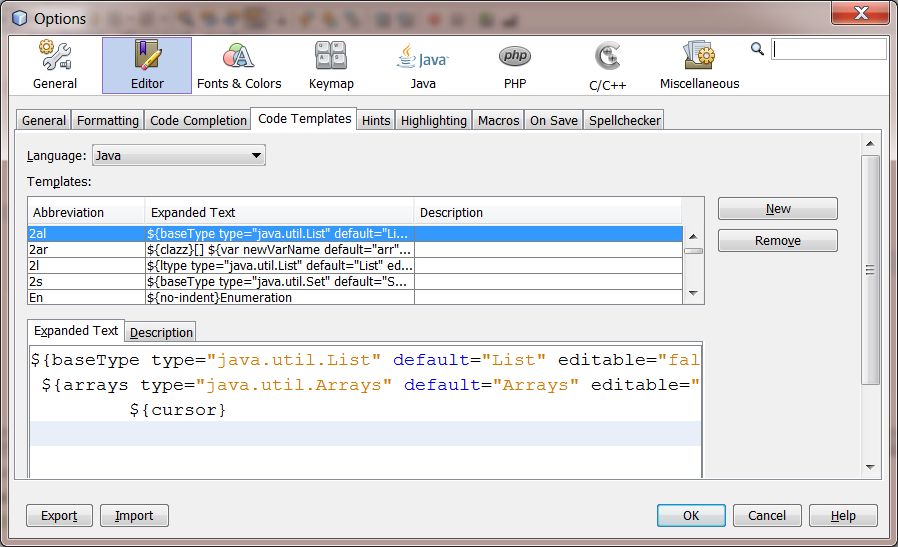 Options
General
Editor
Fonts & Colors
Keymap
Java
Java
php
PHP
C/C++
Miscellaneous
General
Formatting
Code Completion
Code Templates
Hints
Highlighting
Macros
On Save
Spellchecker
Language: Java
Templates:
Abbreviation Expanded Text Description
2al ${baseType type="java.util.List" default="Li...
2ar ${clazz}[] ${var newVarName default="arr"...
2l ${ltype type="java.util.List" default="List" ed...
2s ${baseType type="java.util.Set" default="S...
En ${no-indent}Enumeration
New
Remove
Expanded Text Description
${baseType type="java.util.List" default="List" editable="fal
${arrays type="java.util.Arrays" default="Arrays" editable="
${cursor}
Export Import OK Cancel Help